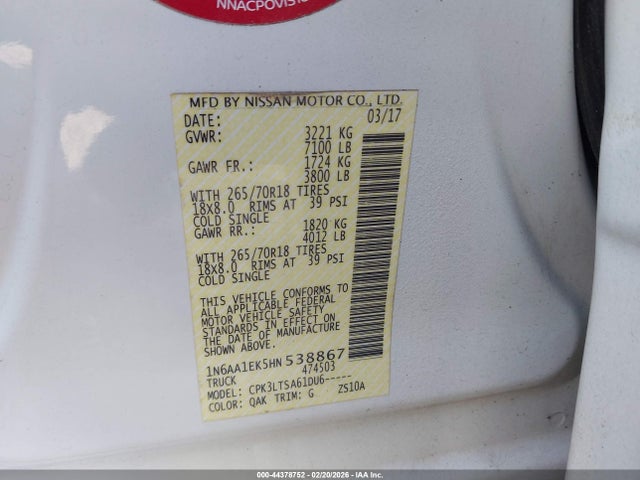 NNACPOVIS
MFD BY NISSAN MOTOR CO., LTD.
DATE: 03/17
GVWR: 3221 KG
7100 LB
GAWR FR.: 1724 KG
3800 LB
WITH 265/70R18 TIRES
18x8.0 RIMS AT 39 PSI
COLD SINGLE
GAWR RR.: 1820 KG
4012 LB
WITH 265/70R18 TIRES
18x8.0 RIMS AT 39 PSI
COLD SINGLE
THIS VEHICLE CONFORMS TO
ALL APPLICABLE FEDERAL
MOTOR VEHICLE SAFETY
STANDARDS IN EFFECT ON
THE DATE OF MANUFACTURE
SHOWN ABOVE.
1N6AA1EK5HN538867
TRUCK 474S03
MODEL: CPK3LTSA61DU6-----
COLOR: QAK TRIM: G ZS10A
000-44378752 - 02/20/2026 - IAA Inc.